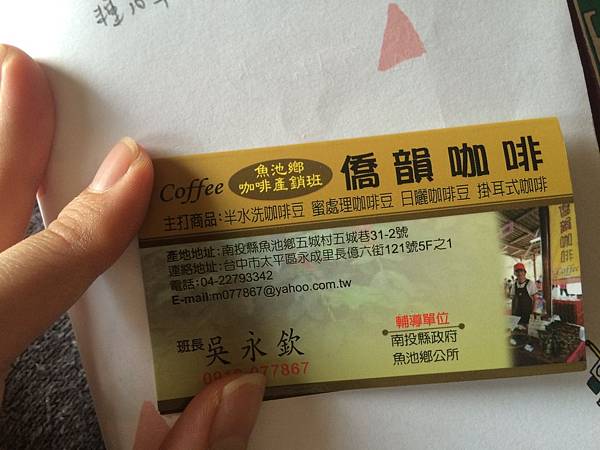 Coffee
魚池鄉
咖啡產銷班
僑韻咖啡
主打商品:半水洗咖啡豆 蜜處理咖啡豆 日曬咖啡豆 掛耳式咖啡
產地地址:南投縣魚池鄉五城村五城巷31-2號
連絡地址:台中市太平區永成里長億六街121號5F之1
電話:04-22793342
E-mail:m077867@yahoo.com.tw
班長 吳永欽
077867
輔導單位
南投縣政府
魚池鄉公所
Coffee